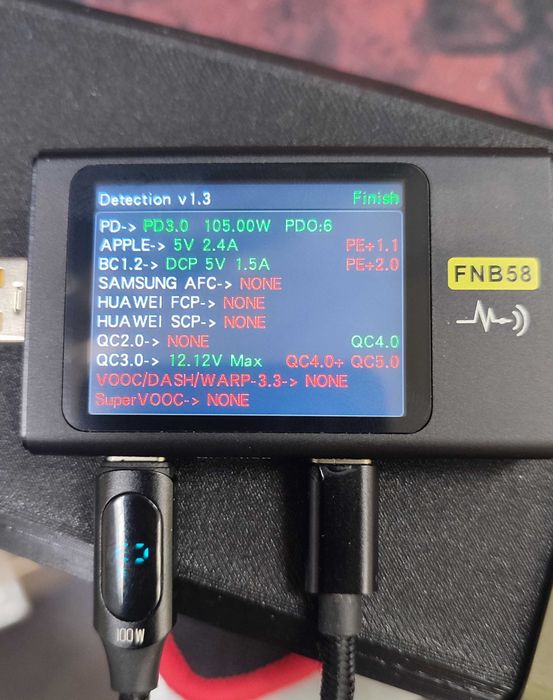 Detection v1.3 Finish
PD-> PD3.0 105.00W PDO:6
APPLE-> 5V 2.4A PE+1.1
BC1.2-> DCP 5V 1.5A PE+2.0
SAMSUNG AFC-> NONE
HUAWEI FCP-> NONE
HUAWEI SCP-> NONE
QC2.0-> NONE QC4.0
QC3.0-> 12.12V Max QC4.0+ QC5.0
VOOC/DASH/WARP-3.3-> NONE
SuperVOOC-> NONE
FNB58
100W